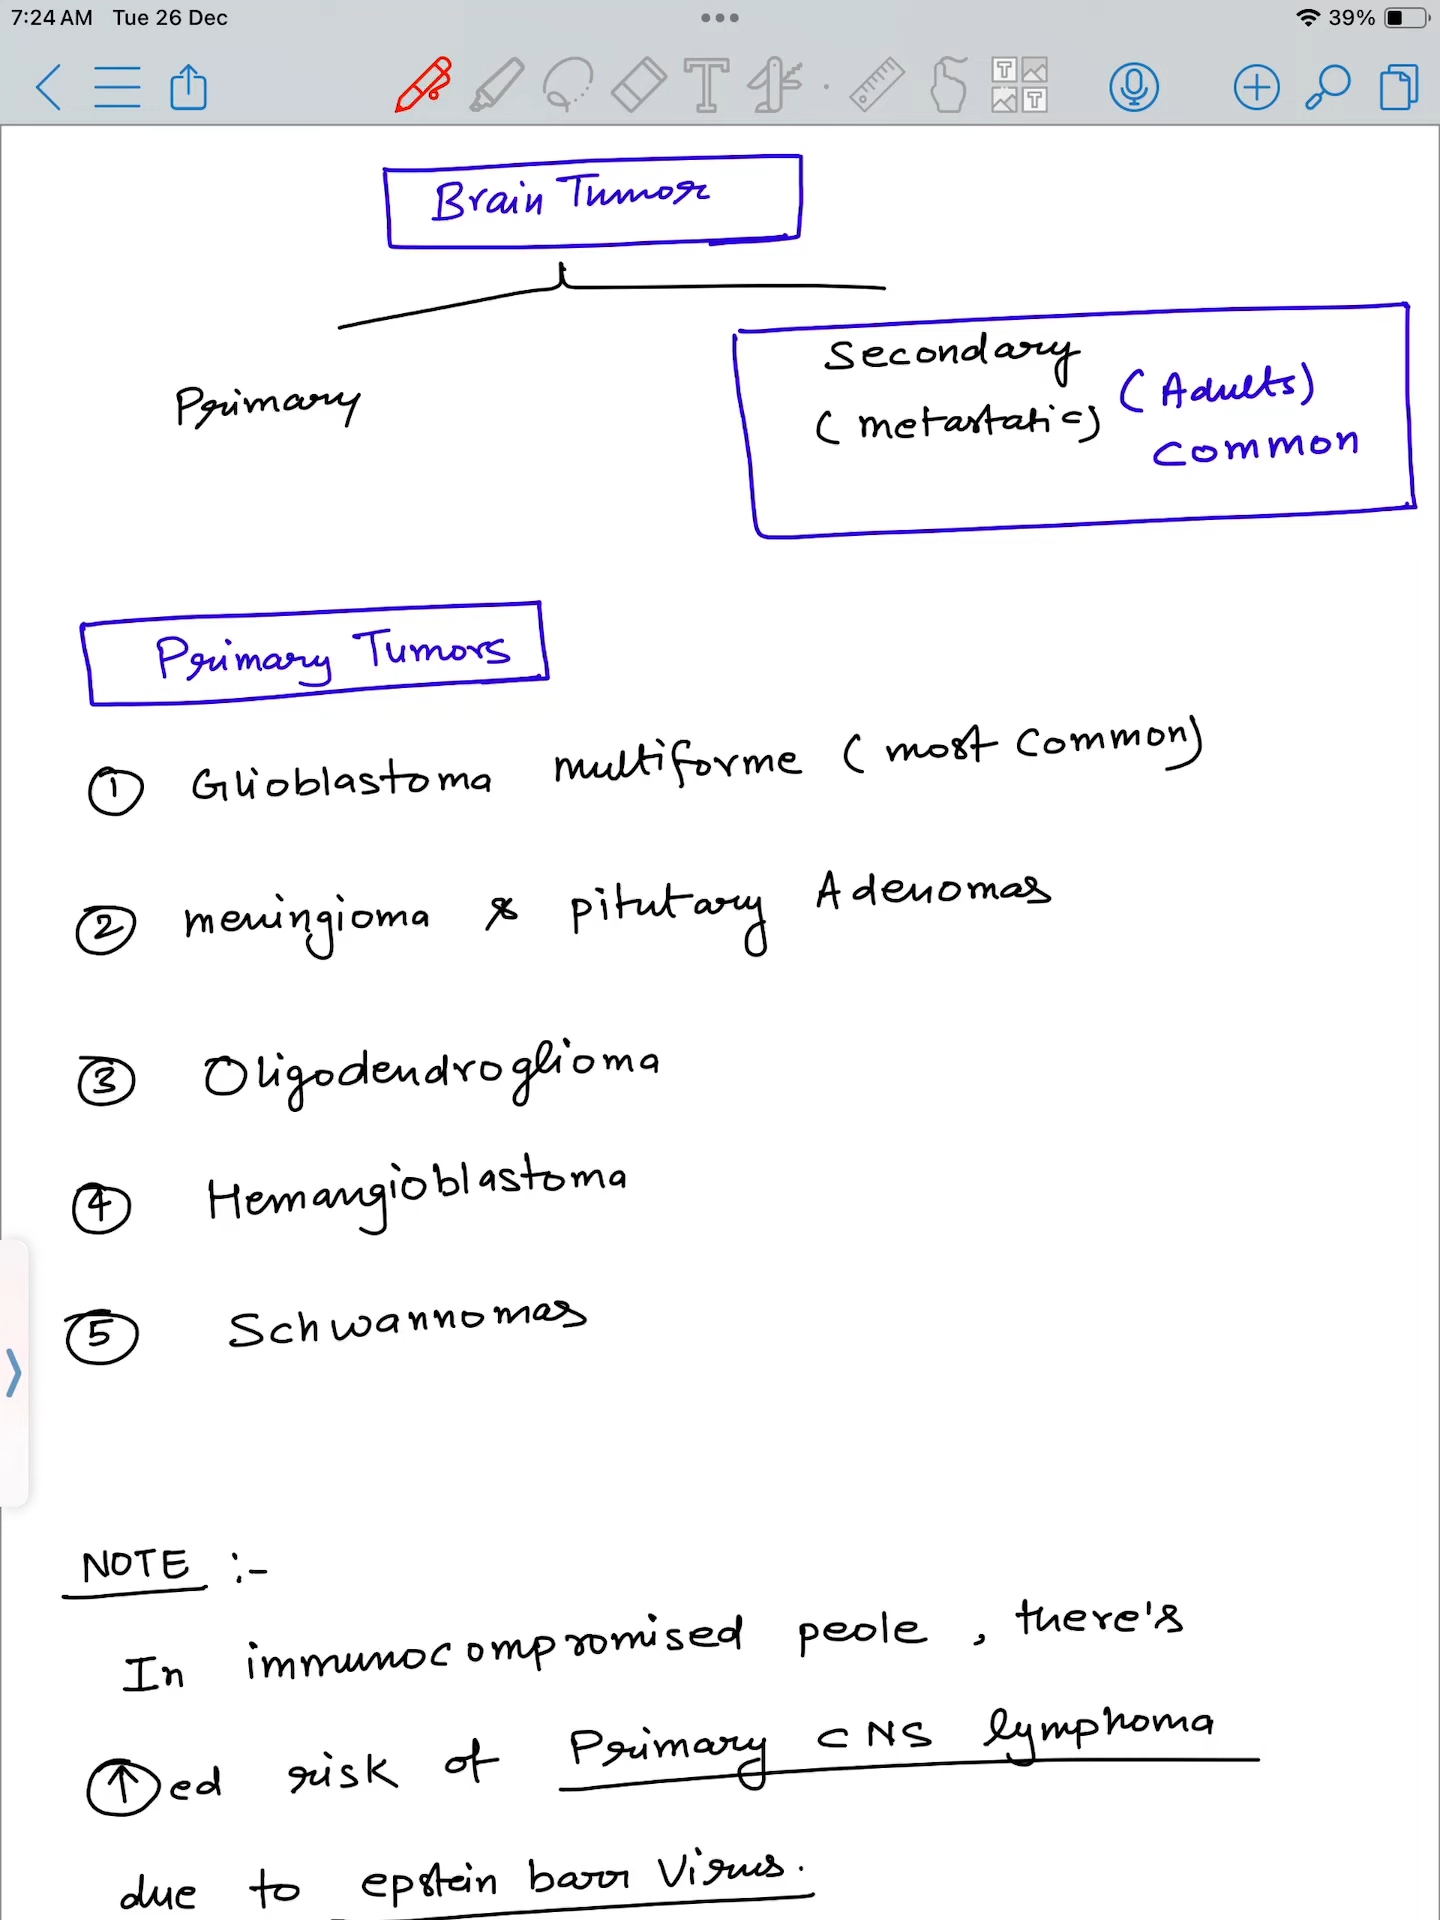 7:24 AM Tue 26 Dec
39%
Brain Tumor
Primary
Secondary
(metastatic)
(Adults)
common
Primary Tumors
① Glioblastoma multiforme (most common)
② meningioma & pitutary Adenomas
③ Oligodendroglioma
④ Hemangioblastoma
⑤ Schwannomas
NOTE :-
In immunocompromised peole , there's
↑ed risk of Primary CNS lymphoma
due to epstein barr Virus.